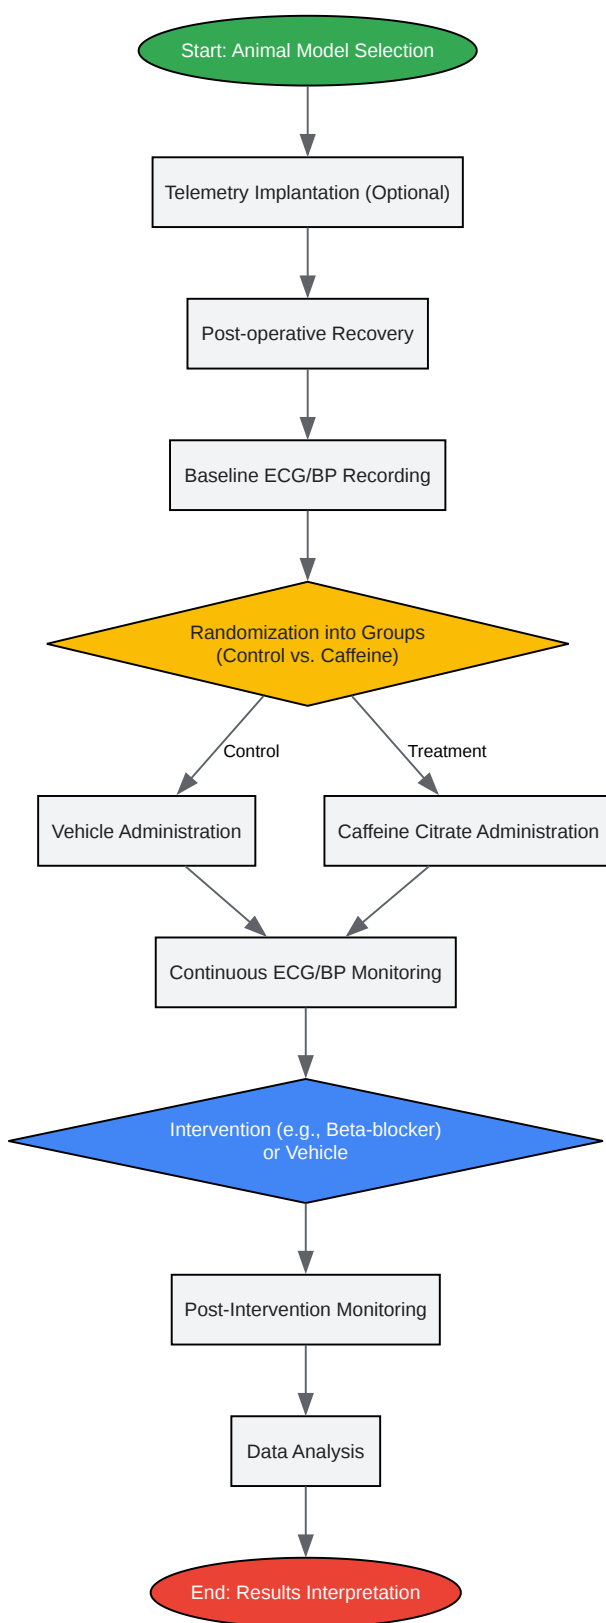 Start: Animal Model Selection
Telemetry Implantation (Optional)
Post-operative Recovery
Baseline ECG/BP Recording
Randomization into Groups
(Control vs. Caffeine)
Control
Treatment
Vehicle Administration
Caffeine Citrate Administration
Continuous ECG/BP Monitoring
Intervention (e.g., Beta-blocker)
or Vehicle
Post-Intervention Monitoring
Data Analysis
End: Results Interpretation